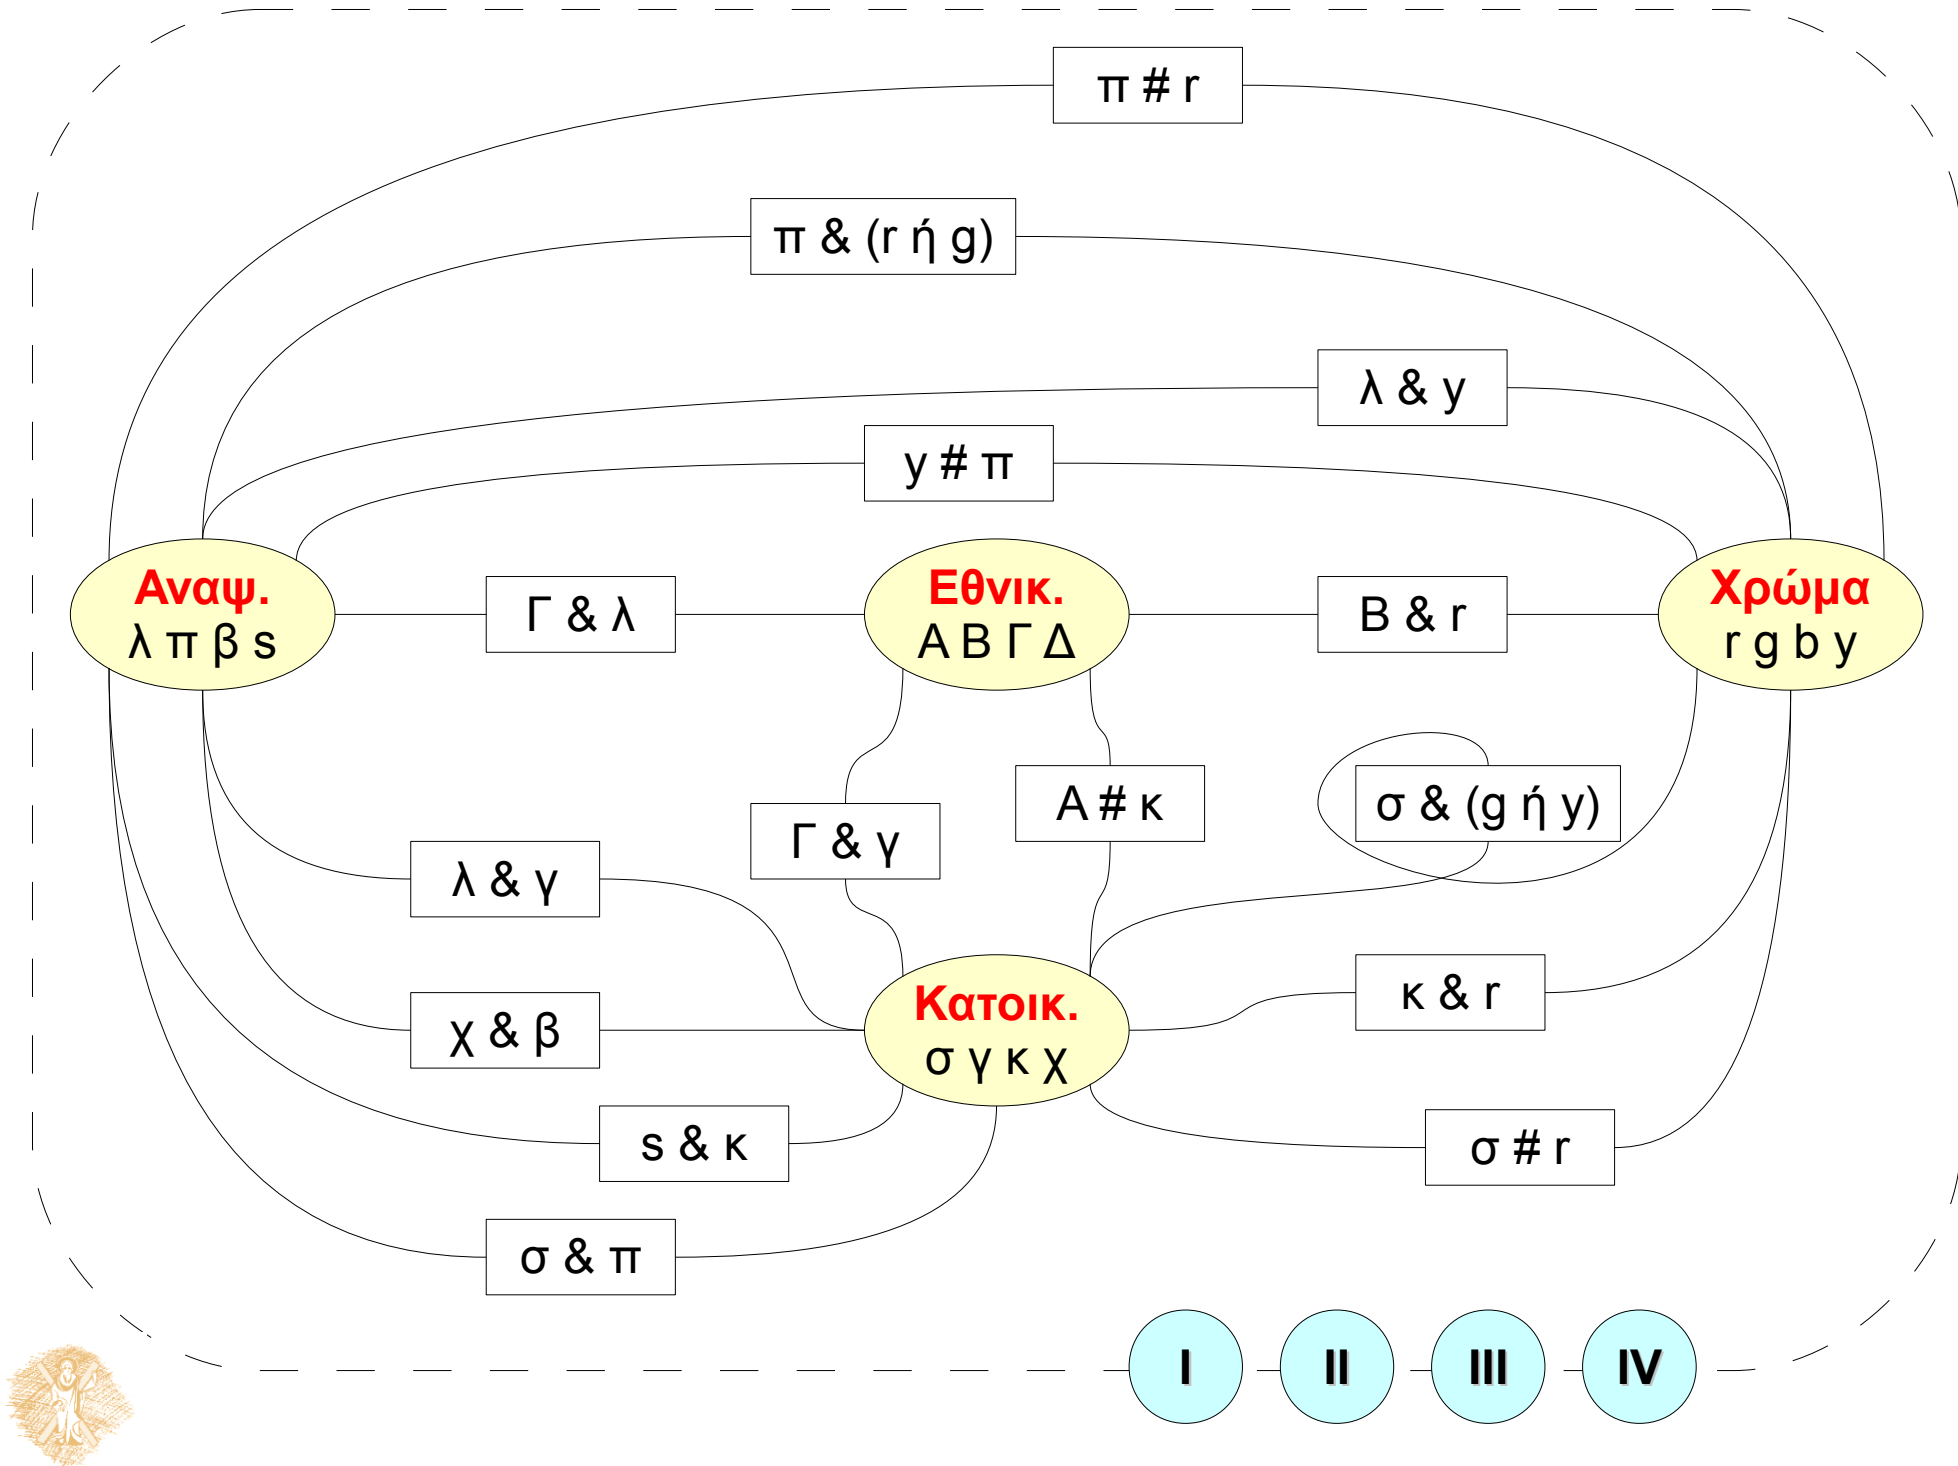 π # r
π & (r ή g)
λ & y
y # π
Αναψ.
λ π β s
Γ & λ
Εθνικ.
Α Β Γ Δ
Β & r
Χρώμα
r g b y
Γ & γ
Α # κ
σ & (g ή y)
λ & γ
χ & β
Κατοικ.
σ γ κ χ
κ & r
s & κ
σ # r
σ & π
I
II
III
IV